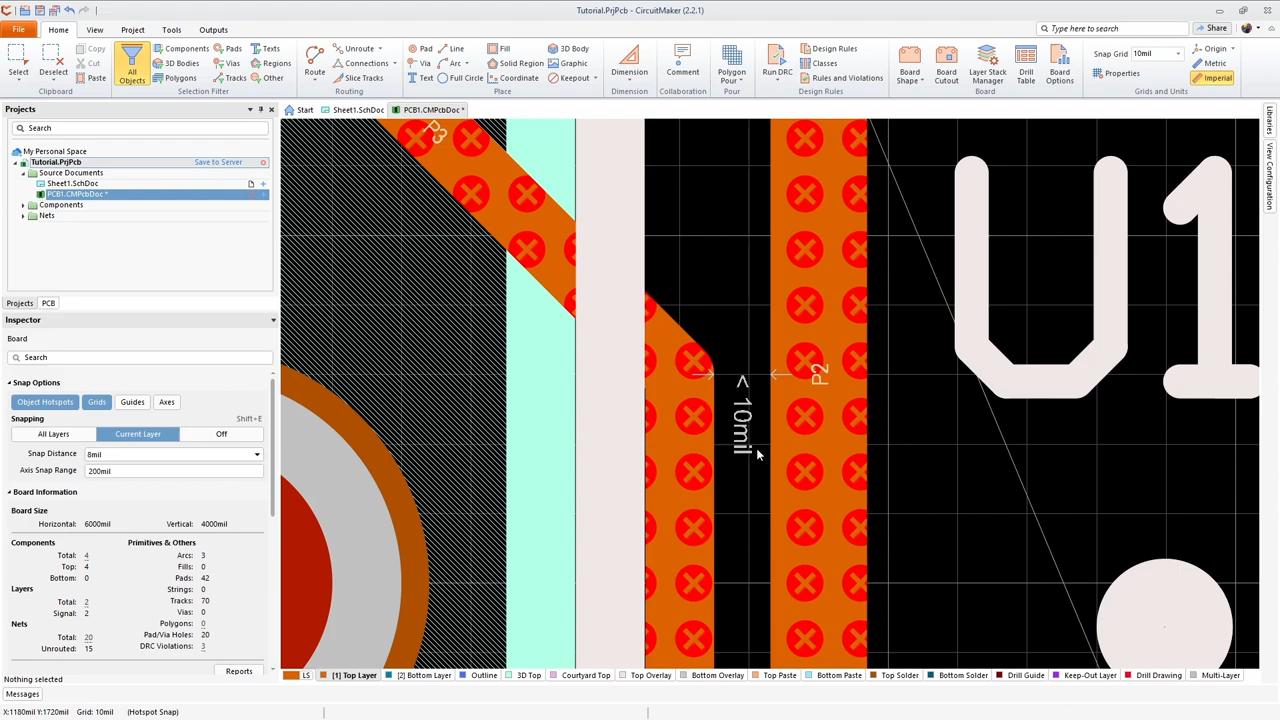 Tutorial.PrjPcb - CircuitMaker (2.2.1)
File
Home
View
Project
Tools
Outputs
Type here to search
Share
Select
Deselect
Copy
Cut
Paste
Clipboard
All Objects
Components
3D Bodies
Polygons
Pads
Vias
Tracks
Texts
Regions
Other
Selection Filter
Route
Unroute
Connections
Slice Tracks
Routing
Pad
Via
Text
Line
Arc
Full Circle
Fill
Solid Region
Coordinate
3D Body
Graphic
Keepout
Place
Dimension
Dimension
Comment
Collaboration
Polygon Pour
Pour
Run DRC
Design Rules
Classes
Rules and Violations
Design Rules
Board Shape
Board Cutout
Layer Stack Manager
Drill Table
Board Options
Board
Snap Grid 10mil
Properties
Origin
Metric
Imperial
Grids and Units
Projects
Search
My Personal Space
Tutorial.PrjPcb
Save to Server
Source Documents
Sheet1.SchDoc
PCB1.CMPcbDoc *
Components
Nets
Projects
PCB
Inspector
Board
Search
Snap Options
Object Hotspots
Grids
Guides
Axes
Snapping
Shift+E
All Layers
Current Layer
Off
Snap Distance
8mil
Axis Snap Range
200mil
Board Information
Board Size
Horizontal: 6000mil
Vertical: 4000mil
Components
Total: 4
Top: 4
Bottom: 0
Layers
Total: 2
Signal: 2
Nets
Total: 20
Unrouted: 15
Primitives & Others
Arcs: 3
Fills: 0
Pads: 42
Strings: 0
Tracks: 70
Vias: 0
Polygons: 0
Pad/Via Holes: 20
DRC Violations: 3
Reports
Nothing selected
Messages
X:1180mil Y:1720mil Grid: 10mil (Hotspot Snap)
Start
Sheet1.SchDoc
PCB1.CMPcbDoc *
P3
P2
< 10mil
U1
LS
[1] Top Layer
[2] Bottom Layer
Outline
3D Top
Courtyard Top
Top Overlay
Bottom Overlay
Top Paste
Bottom Paste
Top Solder
Bottom Solder
Drill Guide
Keep-Out Layer
Drill Drawing
Multi-Layer
Libraries
View Configuration